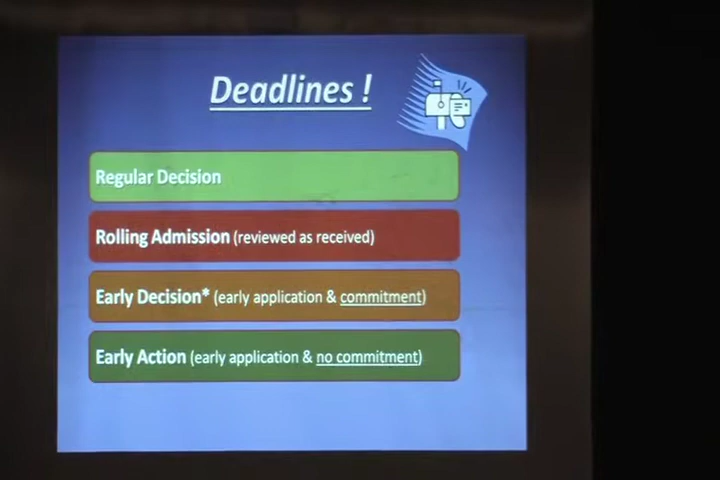 Deadlines !
Regular Decision
Rolling Admission (reviewed as received)
Early Decision* (early application & commitment)
Early Action (early application & no commitment)